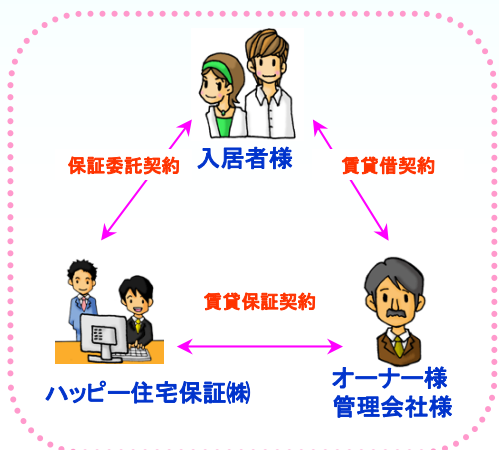 入居者様
保証委託契約
賃貸借契約
賃貸保証契約
ハッピー住宅保証㈱
オーナー様
管理会社様